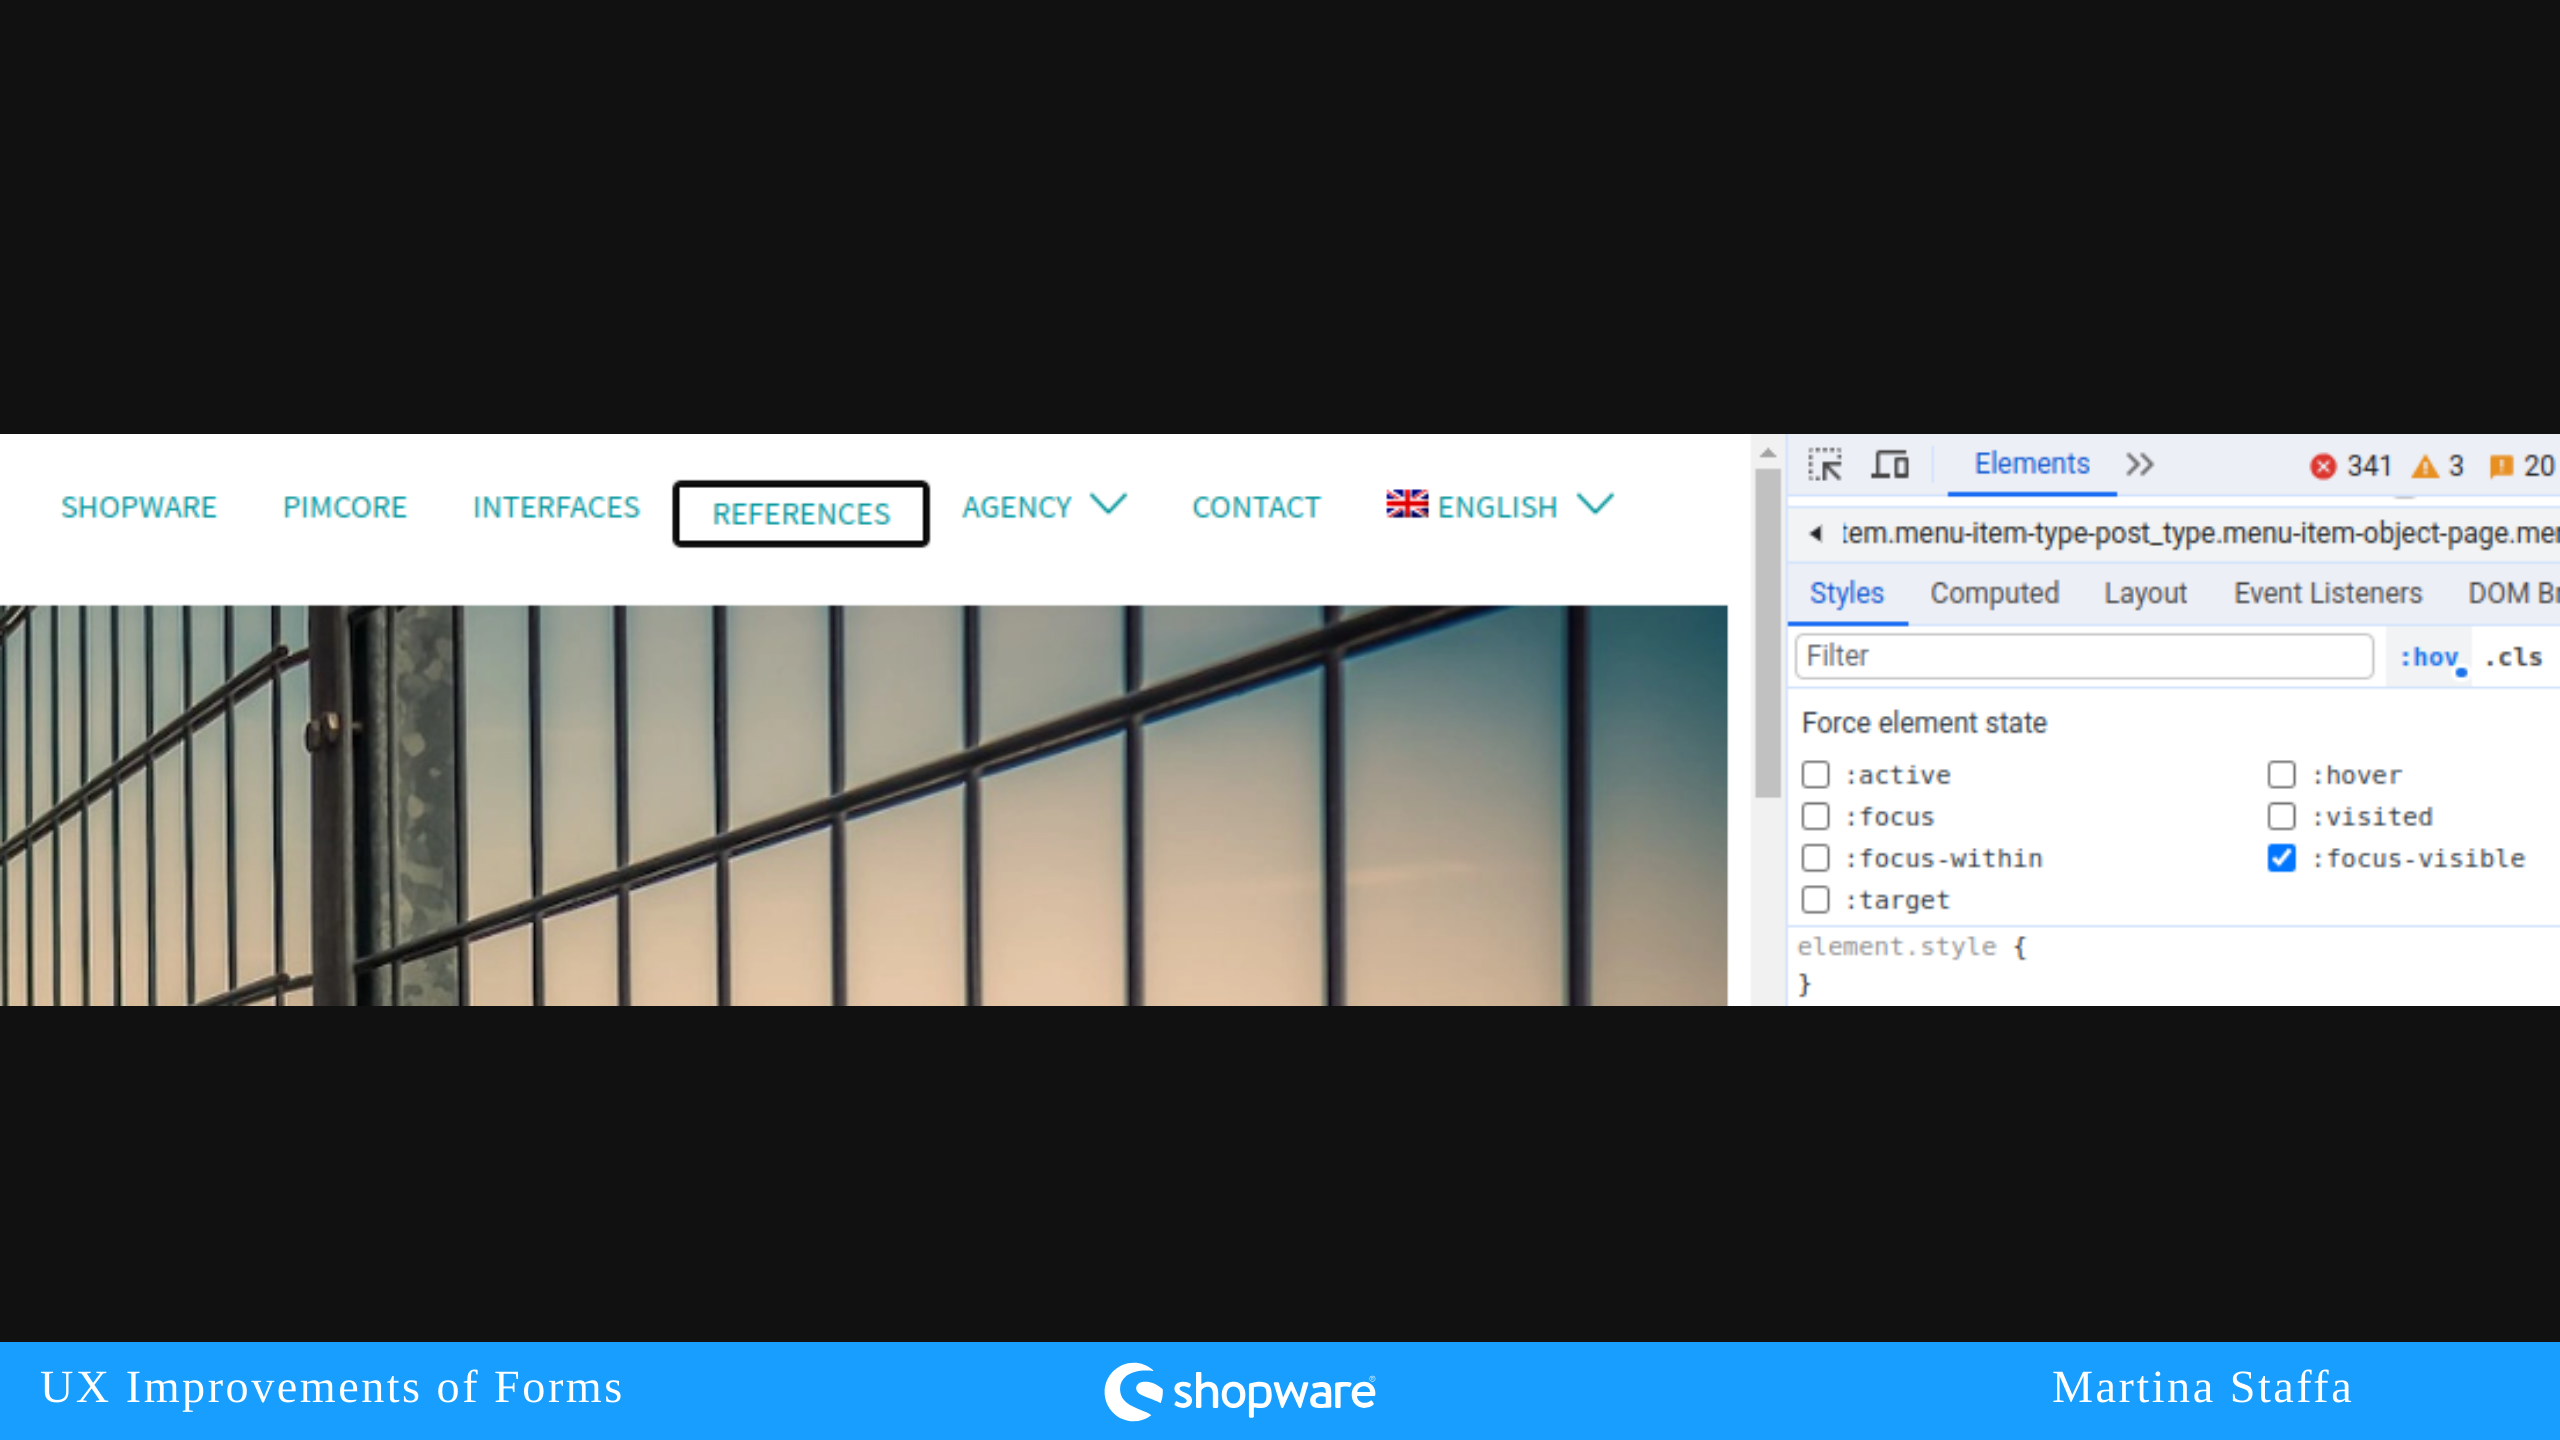 SHOPWARE PIMCORE INTERFACES REFERENCES AGENCY CONTACT ENGLISH
Elements 341 3 20
tem.menu-item-type-post_type.menu-item-object-page.me
Styles Computed Layout Event Listeners DOM B
Filter :hov .cls
Force element state
:active :hover
:focus :visited
:focus-within :focus-visible
:target
element.style {
}
UX Improvements of Forms shopware Martina Staffa